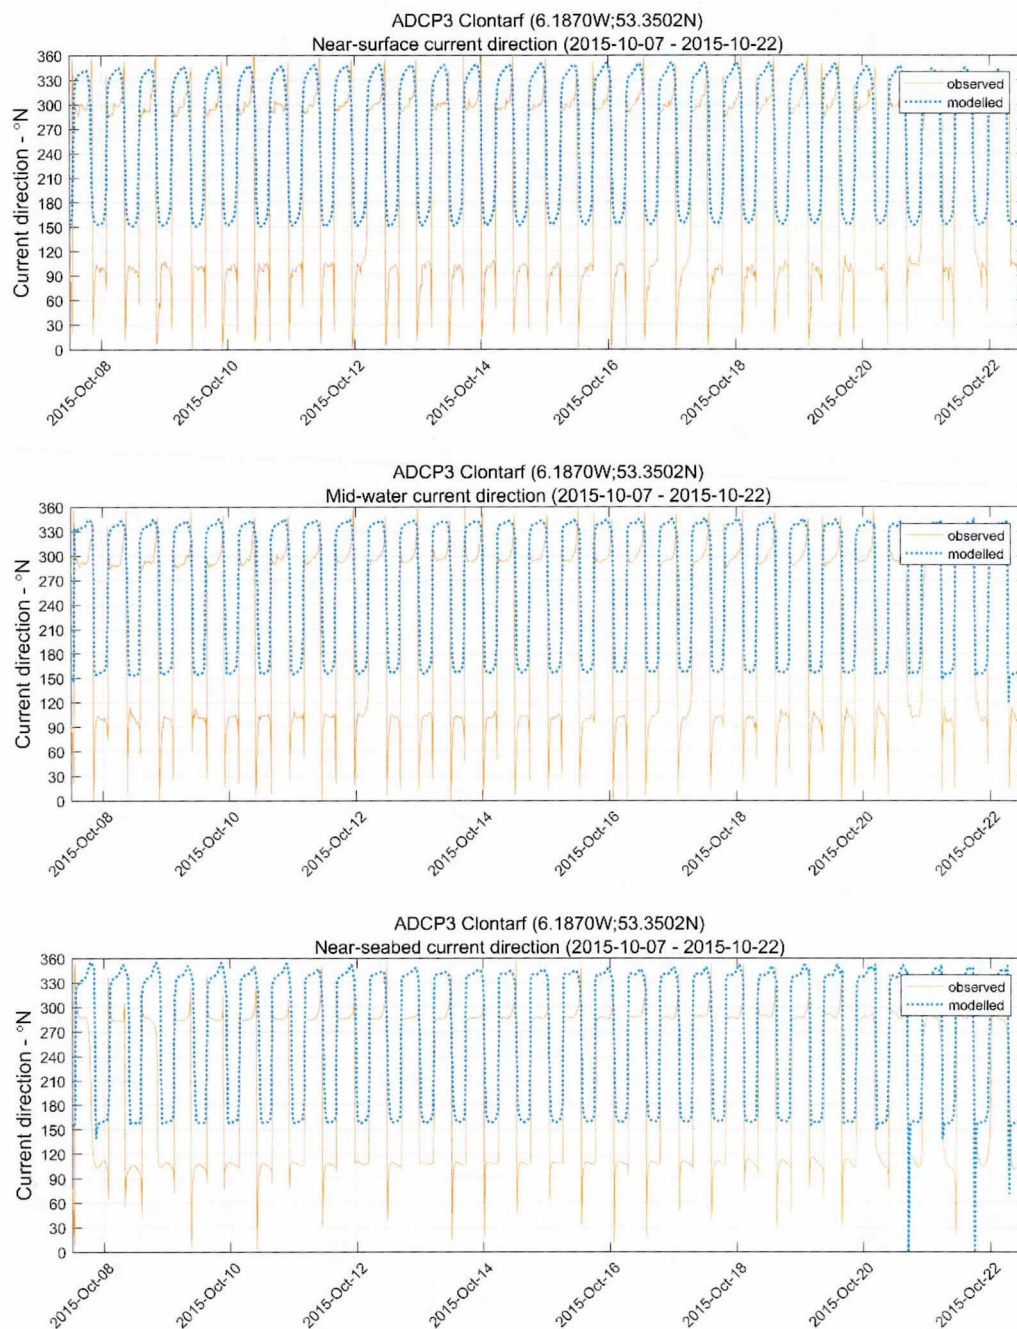 ADCP3 Clontarf (6.1870W;53.3502N)
Near-surface current direction (2015-10-07 - 2015-10-22)
Current direction - °N
360
330
300
270
240
210
180
150
120
90
60
30
0
observed
modelled
2015-Oct-08
2015-Oct-10
2015-Oct-12
2015-Oct-14
2015-Oct-16
2015-Oct-18
2015-Oct-20
2015-Oct-22
ADCP3 Clontarf (6.1870W;53.3502N)
Mid-water current direction (2015-10-07 - 2015-10-22)
Current direction - °N
360
330
300
270
240
210
180
150
120
90
60
30
0
observed
modelled
2015-Oct-08
2015-Oct-10
2015-Oct-12
2015-Oct-14
2015-Oct-16
2015-Oct-18
2015-Oct-20
2015-Oct-22
ADCP3 Clontarf (6.1870W;53.3502N)
Near-seabed current direction (2015-10-07 - 2015-10-22)
Current direction - °N
360
330
300
270
240
210
180
150
120
90
60
30
0
observed
modelled
2015-Oct-08
2015-Oct-10
2015-Oct-12
2015-Oct-14
2015-Oct-16
2015-Oct-18
2015-Oct-20
2015-Oct-22